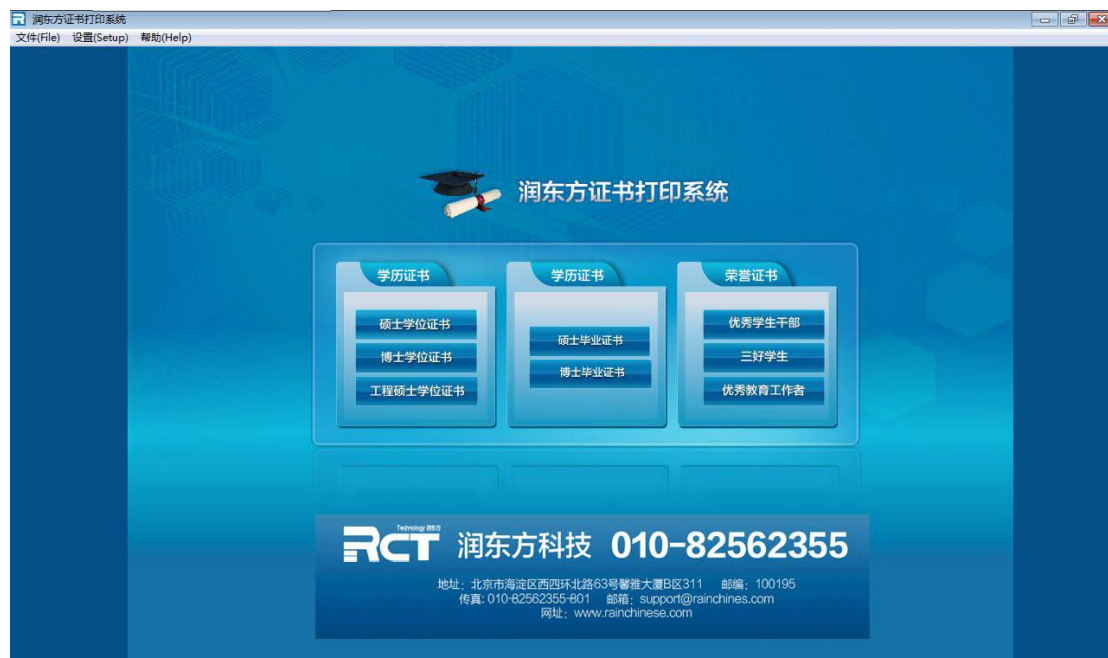 润东方证书打印系统
文件(File) 设置(Setup) 帮助(Help)
润东方证书打印系统
学历证书
硕士学位证书
博士学位证书
工程硕士学位证书
学历证书
硕士毕业证书
博士毕业证书
荣誉证书
优秀学生干部
三好学生
优秀教育工作者
Technology 润东方
RCT 润东方科技 010-82562355
地址：北京市海淀区西四环北路63号馨雅大厦B区311 邮编：100195
传真: 010-82562355-801 邮箱：support@rainchines.com
网址：www.rainchinese.com